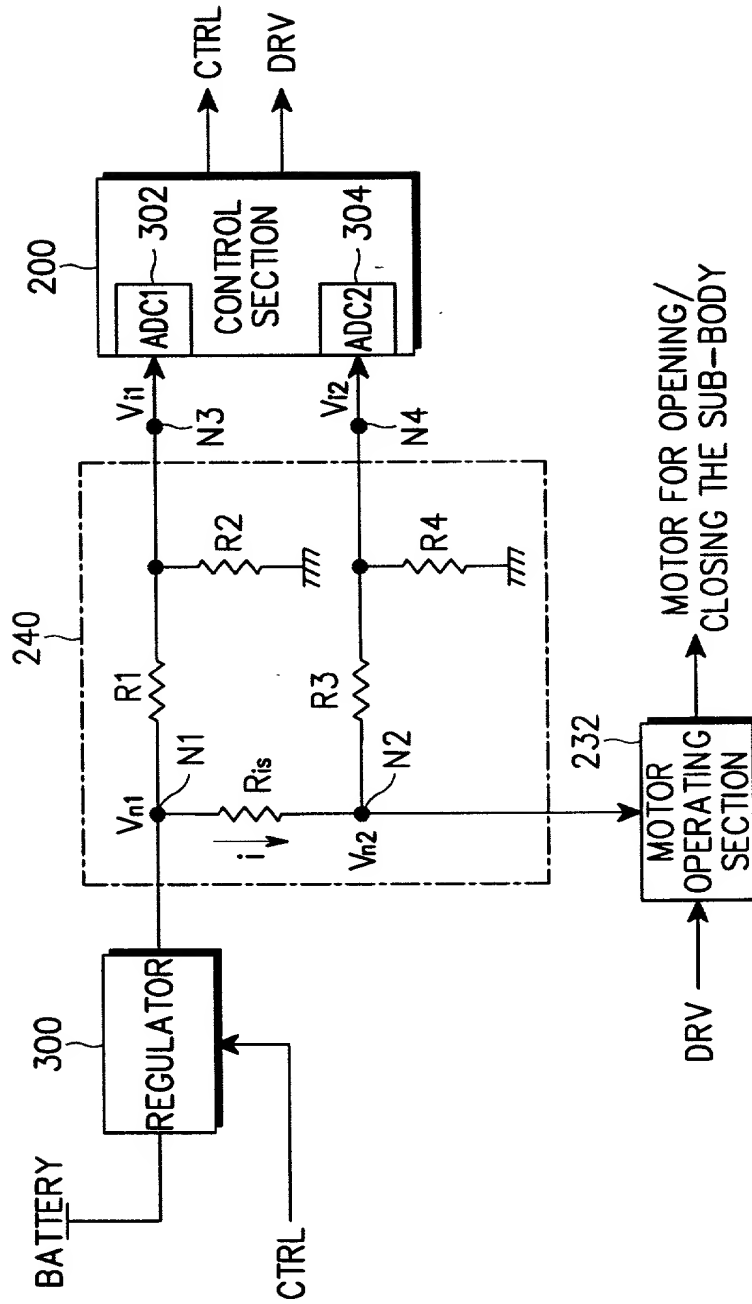 240
200
300
BATTERY
REGULATOR
CTRL
Vn1
N1
R1
R2
Ris
i
Vn2
N2
R3
R4
Vi1
N3
Vi2
N4
ADC1
302
CONTROL
SECTION
ADC2
304
CTRL
DRV
232
MOTOR
OPERATING
SECTION
DRV
MOTOR FOR OPENING/
CLOSING THE SUB-BODY